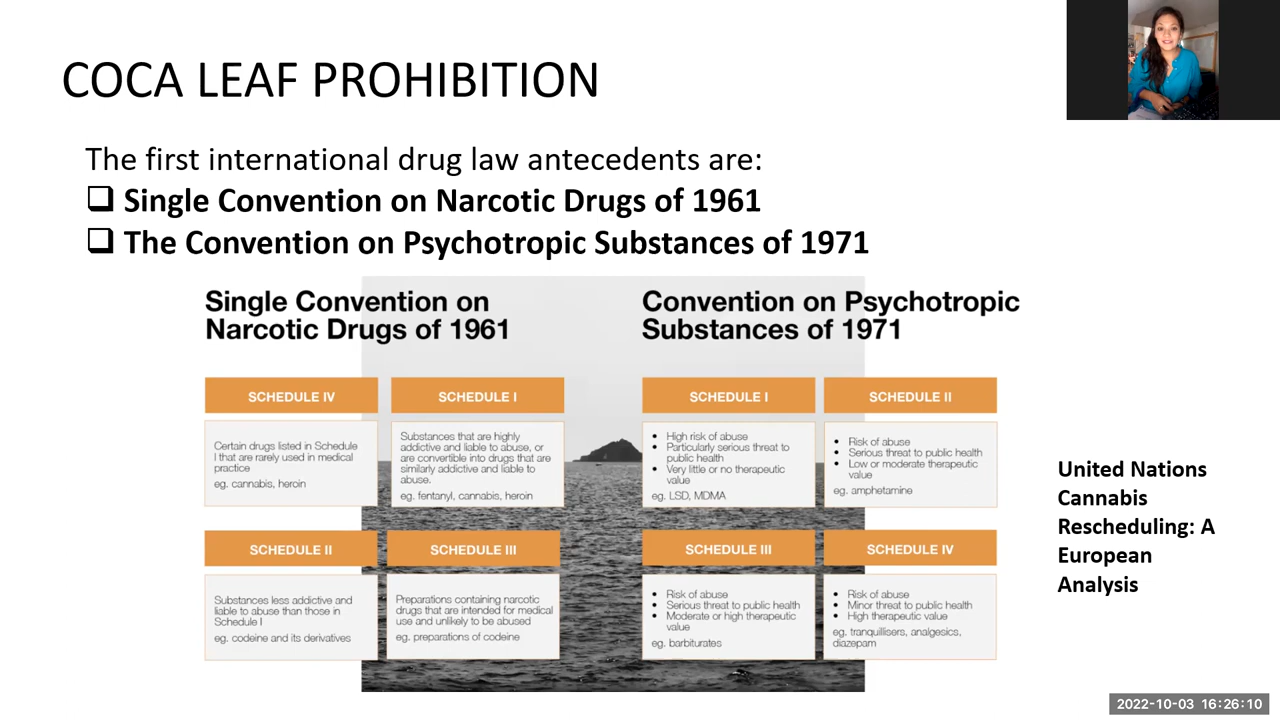 COCA LEAF PROHIBITION
The first international drug law antecedents are:
❑ Single Convention on Narcotic Drugs of 1961
❑ The Convention on Psychotropic Substances of 1971
Single Convention on
Narcotic Drugs of 1961
SCHEDULE IV
Certain drugs listed in Schedule
I that are rarely used in medical
practice
eg. cannabis, heroin
SCHEDULE I
Substances that are highly
addictive and liable to abuse, or
are convertible into drugs that are
similarly addictive and liable to
abuse.
eg. fentanyl, cannabis, heroin
SCHEDULE II
Substances less addictive and
liable to abuse than those in
Schedule I
eg. codeine and its derivatives
SCHEDULE III
Preparations containing narcotic
drugs that are intended for medical
use and unlikely to be abused
eg. preparations of codeine
Convention on Psychotropic
Substances of 1971
SCHEDULE I
• High risk of abuse
• Particularly serious threat to
public health
• Very little or no therapeutic
value
eg. LSD, MDMA
SCHEDULE II
• Risk of abuse
• Serious threat to public health
• Low or moderate therapeutic
value
eg. amphetamine
SCHEDULE III
• Risk of abuse
• Serious threat to public health
• Moderate or high therapeutic
value
eg. barbiturates
SCHEDULE IV
• Risk of abuse
• Minor threat to public health
• High therapeutic value
eg. tranquillisers, analgesics,
diazepam
United Nations
Cannabis
Rescheduling: A
European
Analysis
2022-10-03 16:26:10